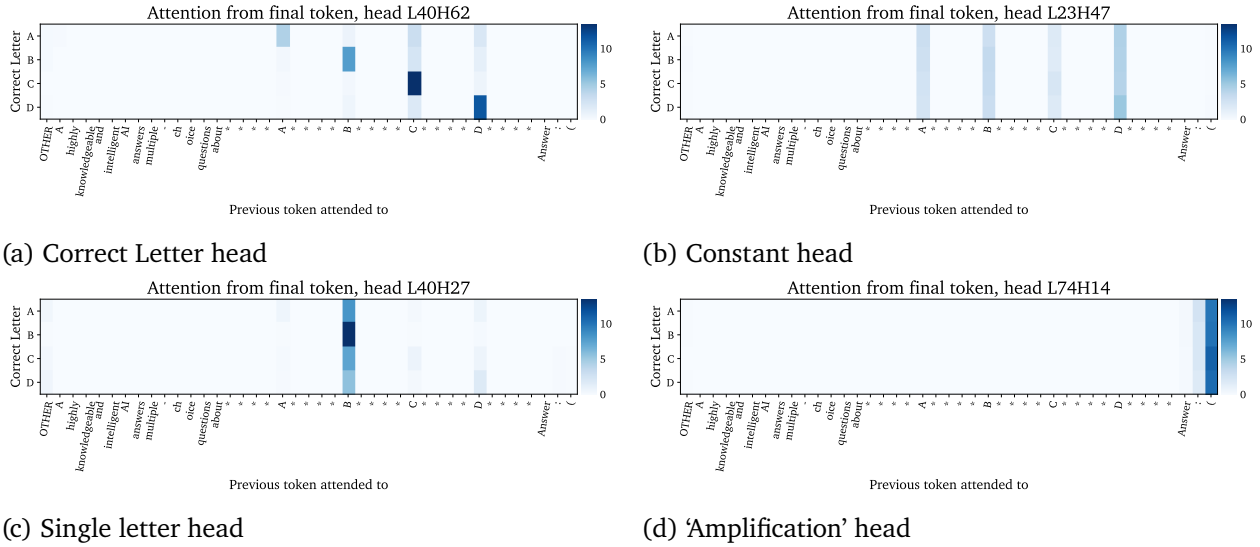 Attention from final token, head L40H62
Correct Letter
A
B
C
D
10
5
0
OTHER A highly knowledgeable and intelligent AI answers multiple - ch oice questions about * * * * A * * * * B * * * * C * * * * D * * * * Answer : (
Previous token attended to
(a) Correct Letter head
Attention from final token, head L23H47
Correct Letter
A
B
C
D
10
5
0
OTHER A highly knowledgeable and intelligent AI answers multiple - ch oice questions about * * * * A * * * * B * * * * C * * * * D * * * * Answer : (
Previous token attended to
(b) Constant head
Attention from final token, head L40H27
Correct Letter
A
B
C
D
10
5
0
OTHER A highly knowledgeable and intelligent AI answers multiple - ch oice questions about * * * * A * * * * B * * * * C * * * * D * * * * Answer : (
Previous token attended to
(c) Single letter head
Attention from final token, head L74H14
Correct Letter
A
B
C
D
10
5
0
OTHER A highly knowledgeable and intelligent AI answers multiple - ch oice questions about * * * * A * * * * B * * * * C * * * * D * * * * Answer : (
Previous token attended to
(d) ‘Amplification’ head